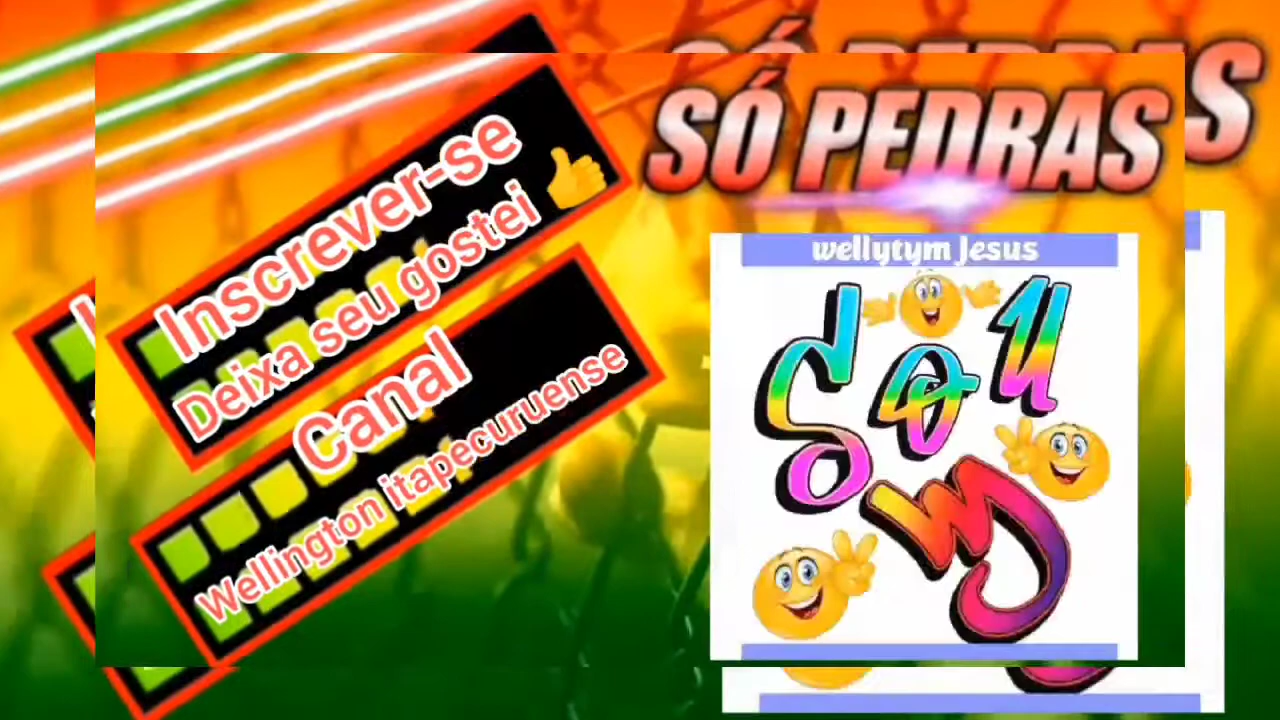 SÓ PEDRAS
S
Inscrever-se
Deixa seu gostei 👍
Canal
Wellington itapecuruense
wellytym Jesus
Sou